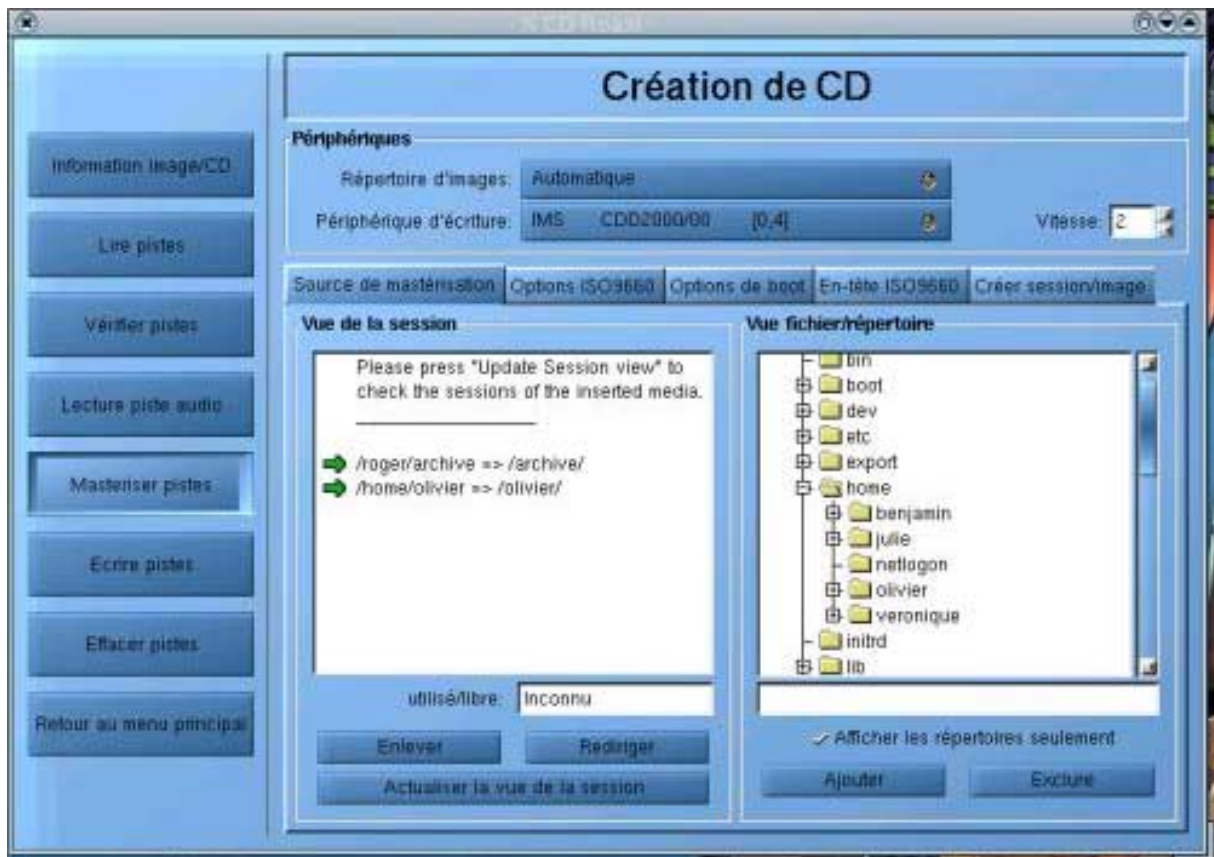 Création de CD
Périphériques
Répertoire d'images: Automatique
Périphérique d'écriture: IMS CDD2000/00 [0,4] Vitesse: 2
Information Image/CD
Lire pistes
Vérifier pistes
Lecture piste audio
Masteriser pistes
Ecrire pistes
Effacer pistes
Retour au menu principal
Source de mastérisation Options ISO9660 Options de boot En-tête ISO9660 Créer session/image
Vue de la session
Please press "Update Session view" to
check the sessions of the inserted media.
/roger/archive => /archive/
/home/olivier => /olivier/
utilisé/libre: Inconnu
Enlever Rediriger
Actualiser la vue de la session
Vue fichier/répertoire
bin
boot
dev
etc
export
home
benjamin
julie
netlogon
olivier
veronique
initrd
lib
Afficher les répertoires seulement
Ajouter Exclure